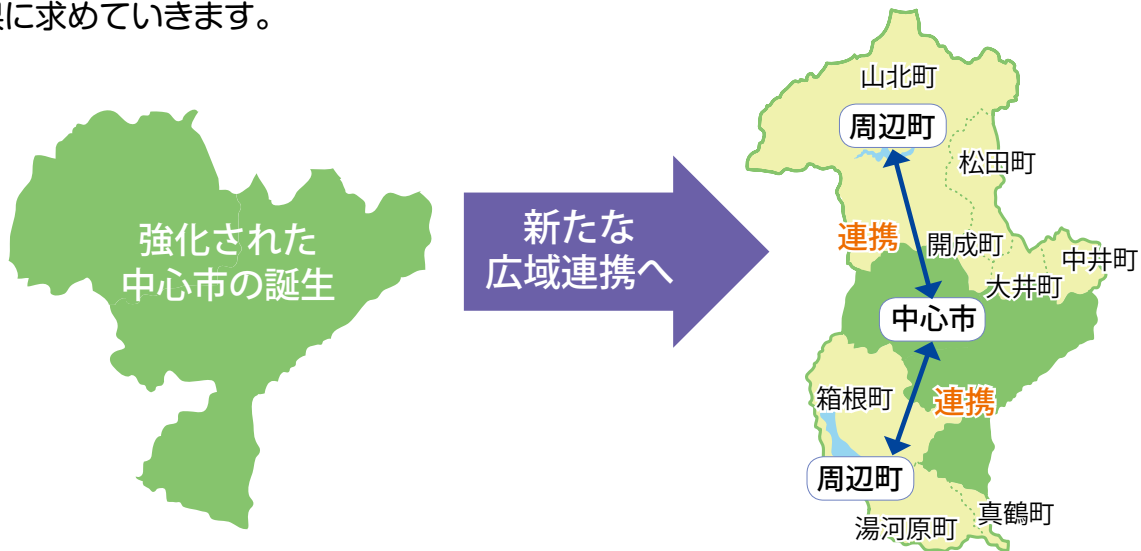 に求めていきます。
強化された
中心市の誕生
新たな
広域連携へ
山北町
周辺町
松田町
連携
開成町
中井町
大井町
中心市
箱根町
連携
周辺町
真鶴町
湯河原町